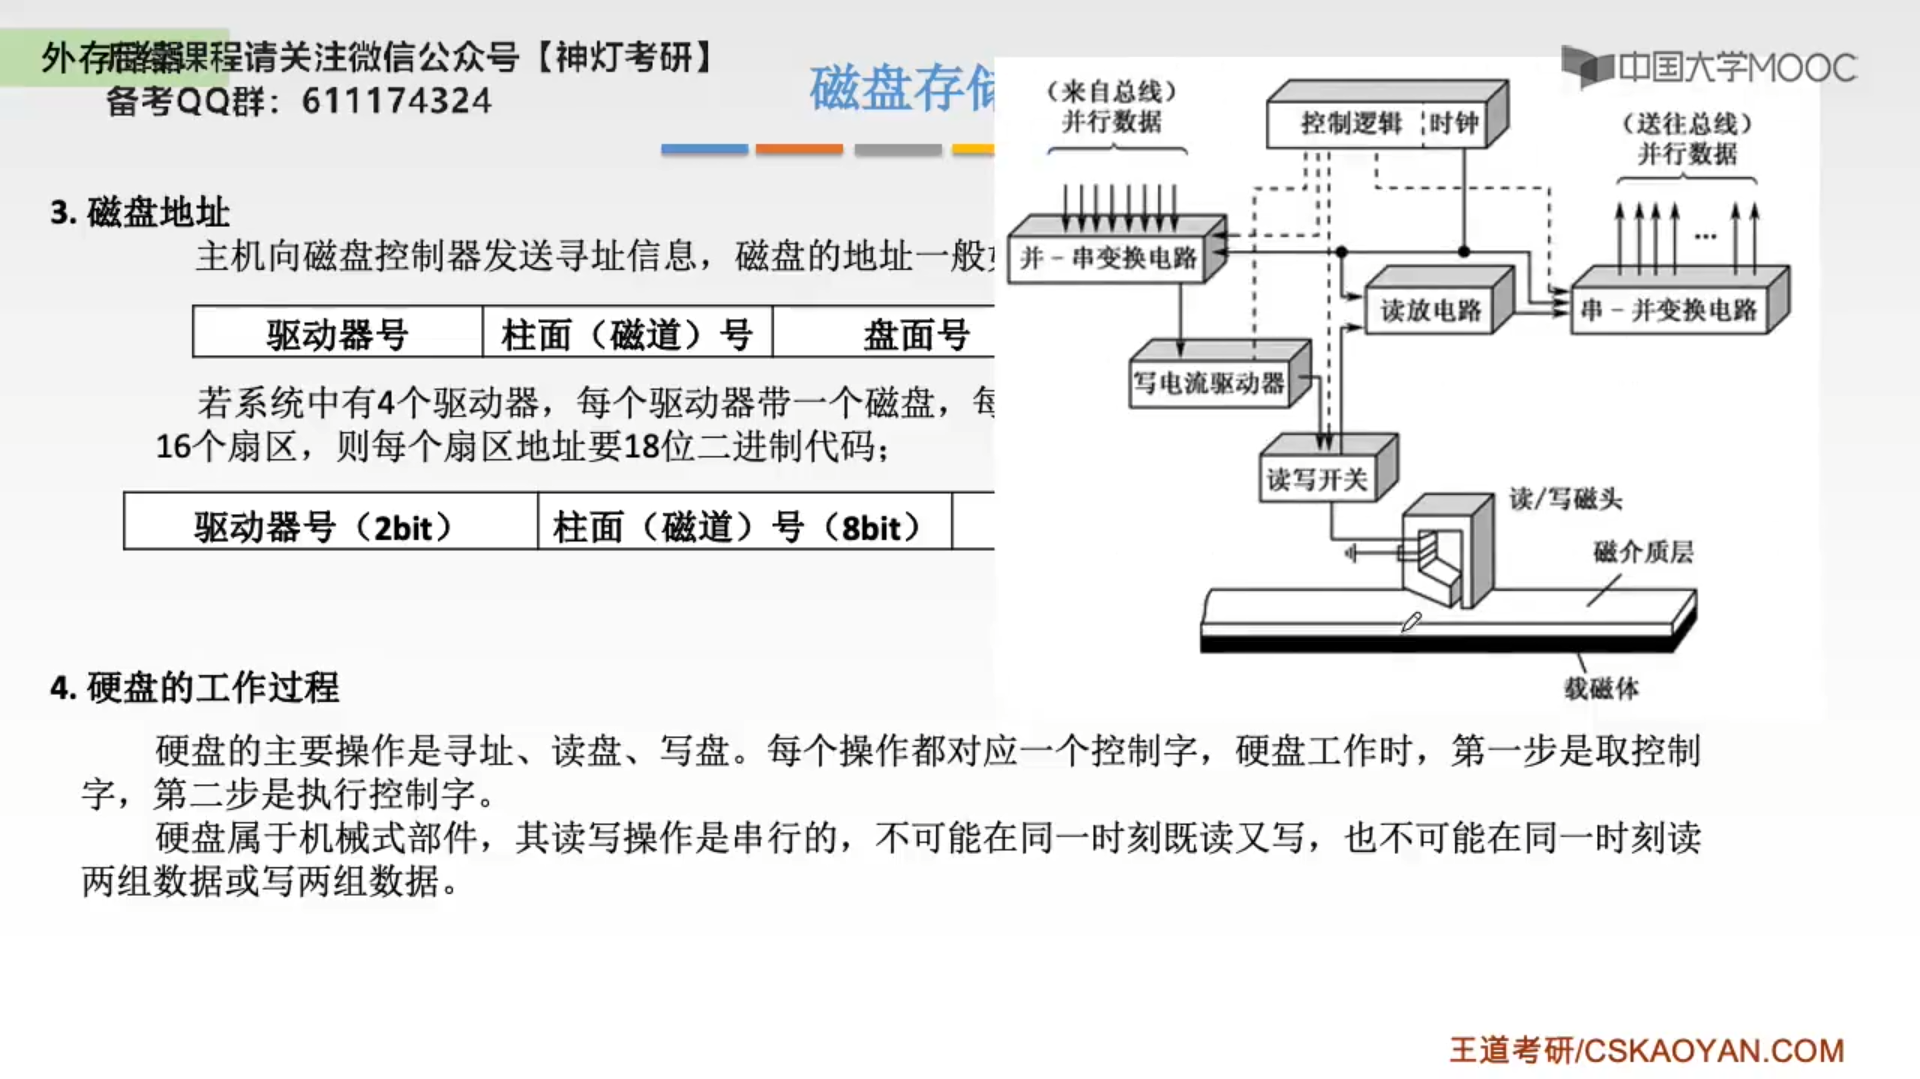 外存储器课程请关注微信公众号【神灯考研】
备考QQ群：611174324
中国大学MOOC
磁盘存
3. 磁盘地址
主机向磁盘控制器发送寻址信息，磁盘的地址一般
驱动器号 柱面（磁道）号 盘面号
若系统中有4个驱动器，每个驱动器带一个磁盘，每
16个扇区，则每个扇区地址要18位二进制代码；
驱动器号（2bit） 柱面（磁道）号（8bit）
（来自总线）
并行数据
控制逻辑 时钟
（送往总线）
并行数据
并－串变换电路
读放电路
串－并变换电路
...
写电流驱动器
读写开关
读/写磁头
磁介质层
载磁体
4. 硬盘的工作过程
硬盘的主要操作是寻址、读盘、写盘。每个操作都对应一个控制字，硬盘工作时，第一步是取控制
字，第二步是执行控制字。
硬盘属于机械式部件，其读写操作是串行的，不可能在同一时刻既读又写，也不可能在同一时刻读
两组数据或写两组数据。
王道考研/CSKAOYAN.COM